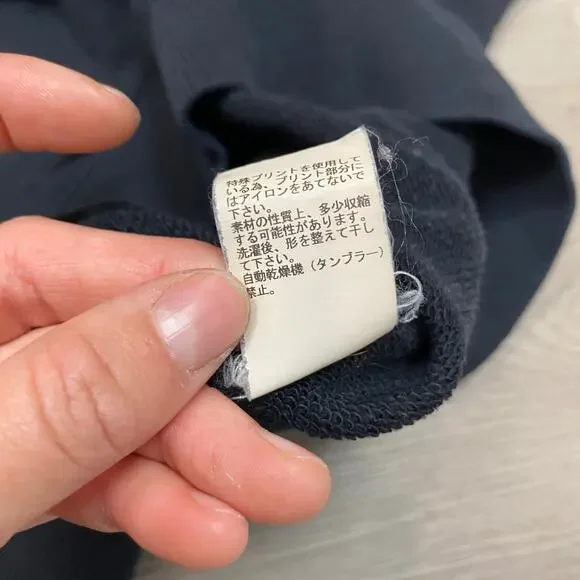 特殊プリントを使用して
いる為、プリント部分に
はアイロンをあてないで
下さい。
素材の性質上、多少収縮
する可能性があります。
洗濯後、形を整えて干し
て下さい。
自動乾燥機（タンブラー）
禁止。